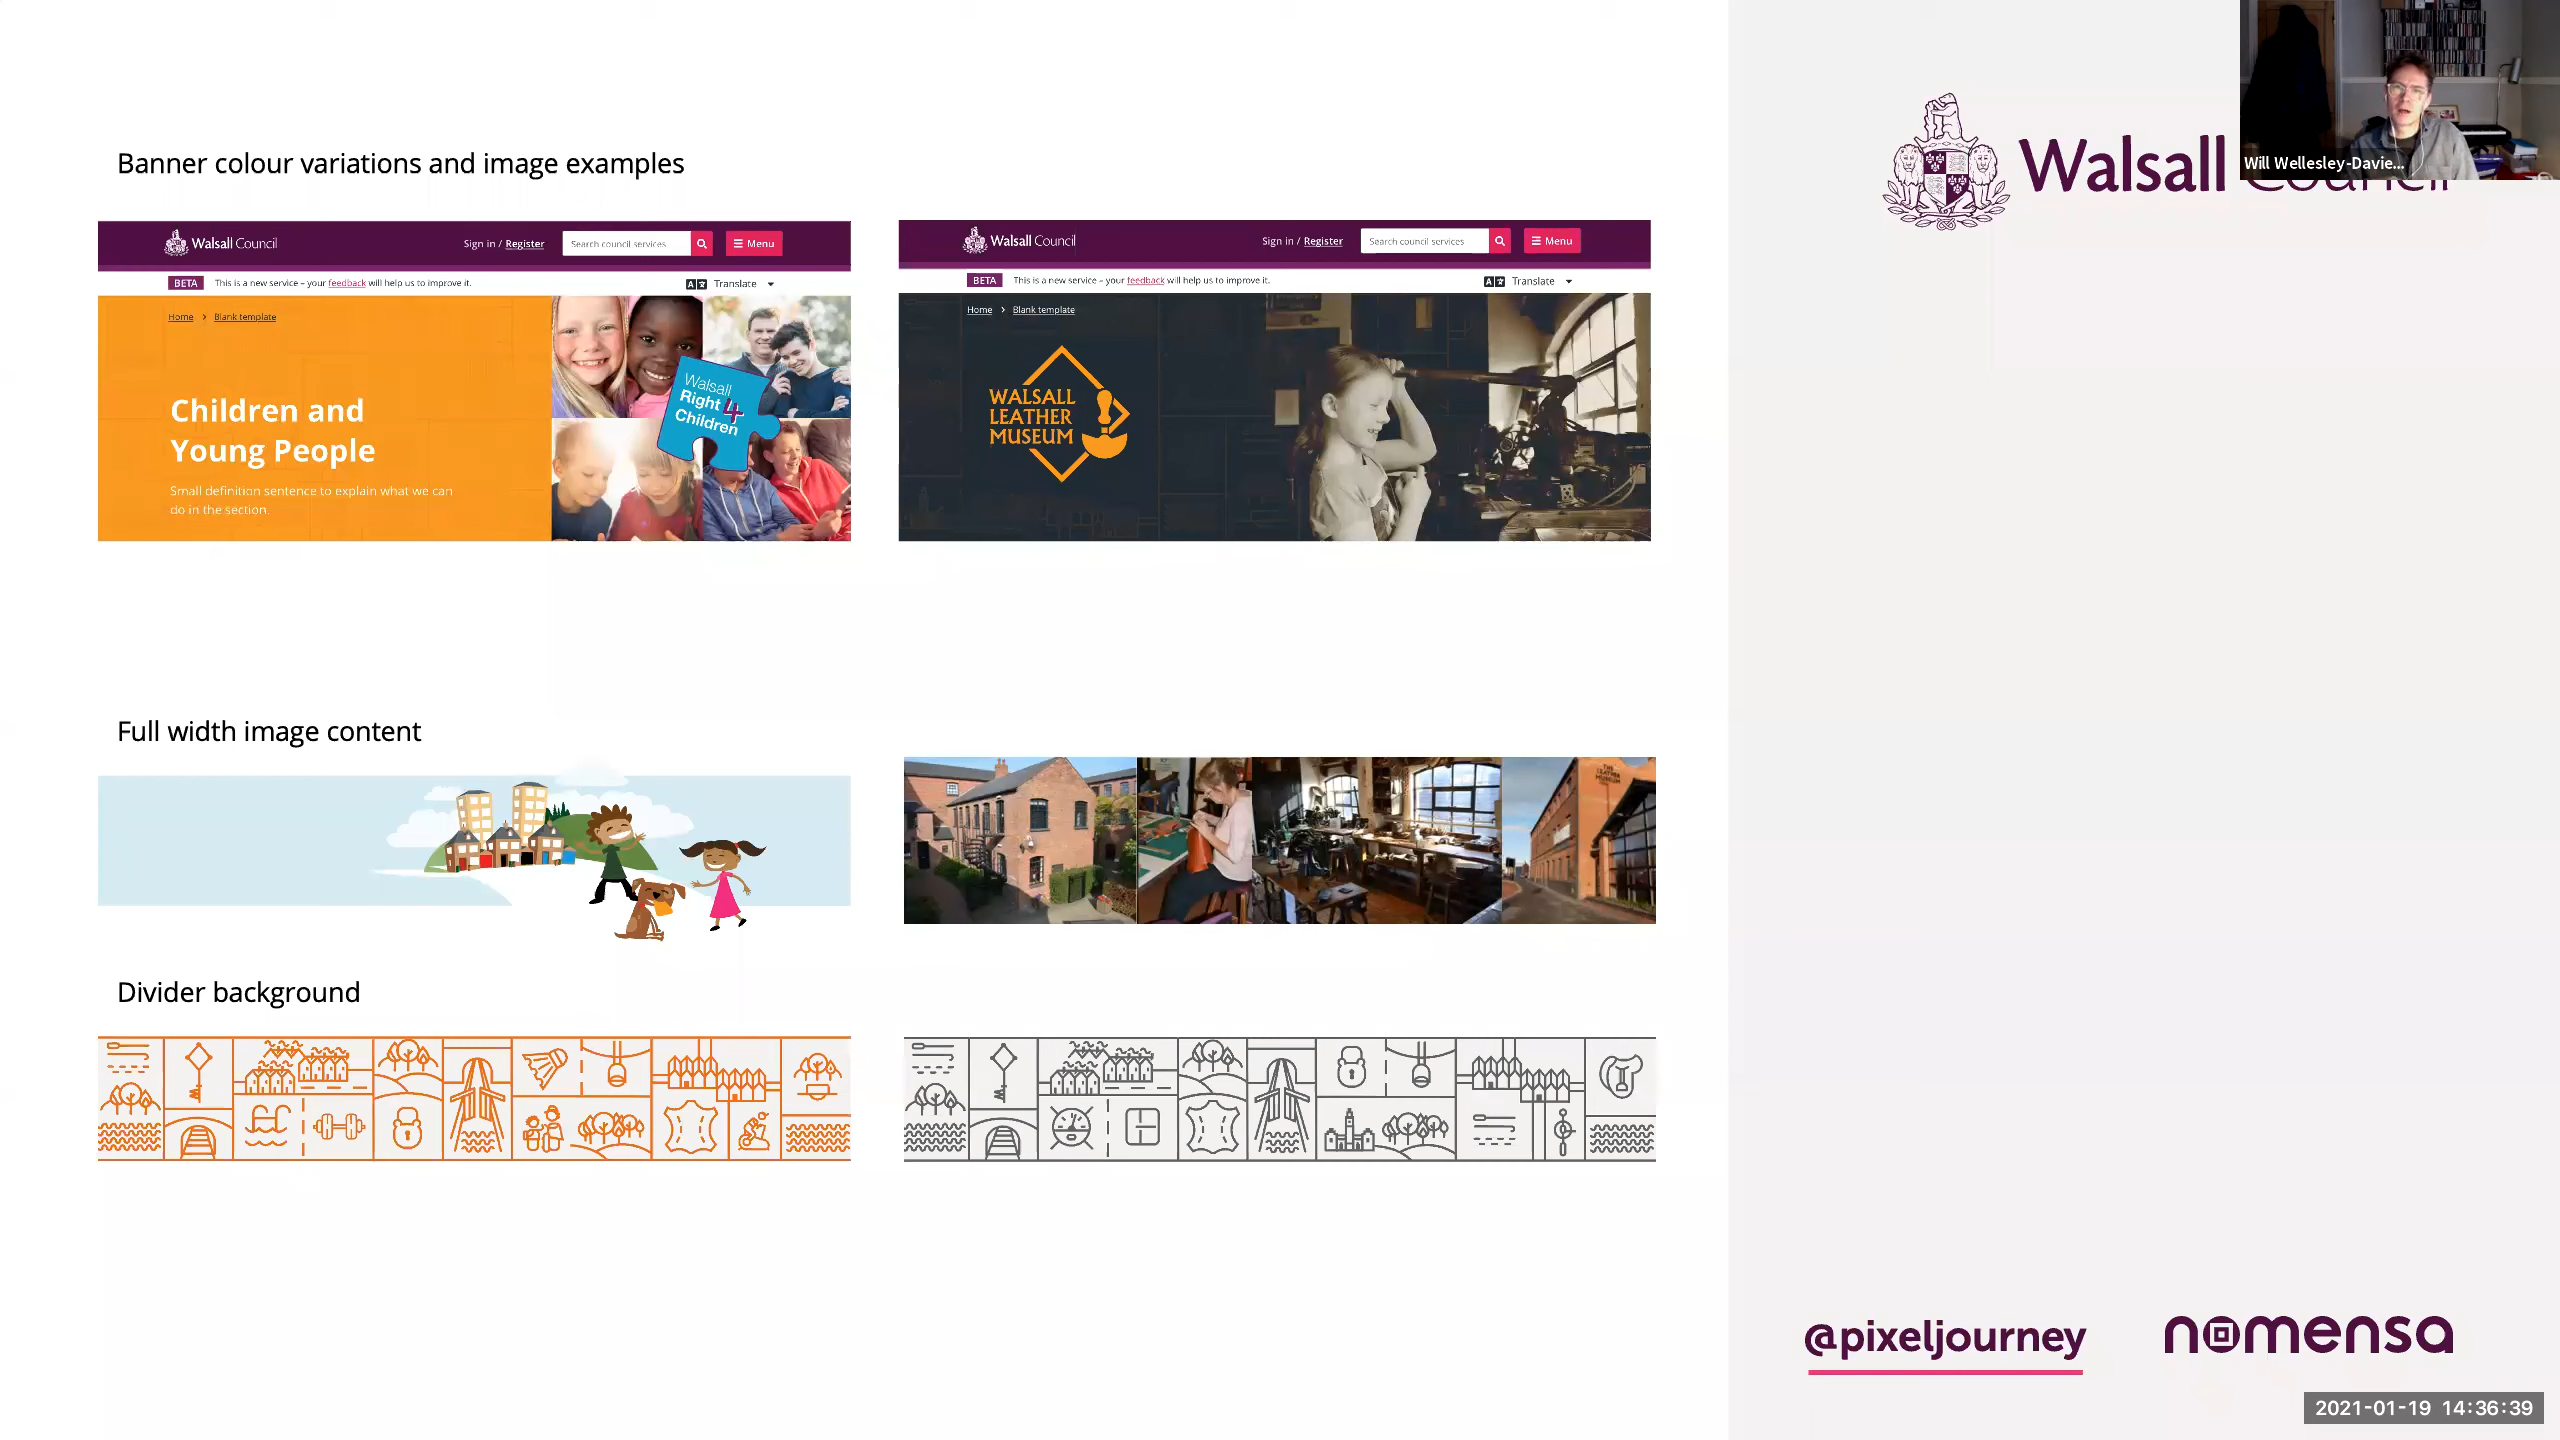 Banner colour variations and image examples
Walsall Council
Sign in / Register
Search council services
Menu
BETA
This is a new service – your feedback will help us to improve it.
Translate
Home > Blank template
Children and
Young People
Small definition sentence to explain what we can
do in the section.
Walsall
Right 4
Children
Walsall Council
Sign in / Register
Search council services
Menu
BETA
This is a new service – your feedback will help us to improve it.
Translate
Home > Blank template
WALSALL
LEATHER
MUSEUM
Walsall Council
Will Wellesley-Davie...
Full width image content
THE
LEATHER
MUSEUM
Divider background
@pixeljourney
nomensa
2021-01-19 14:36:39